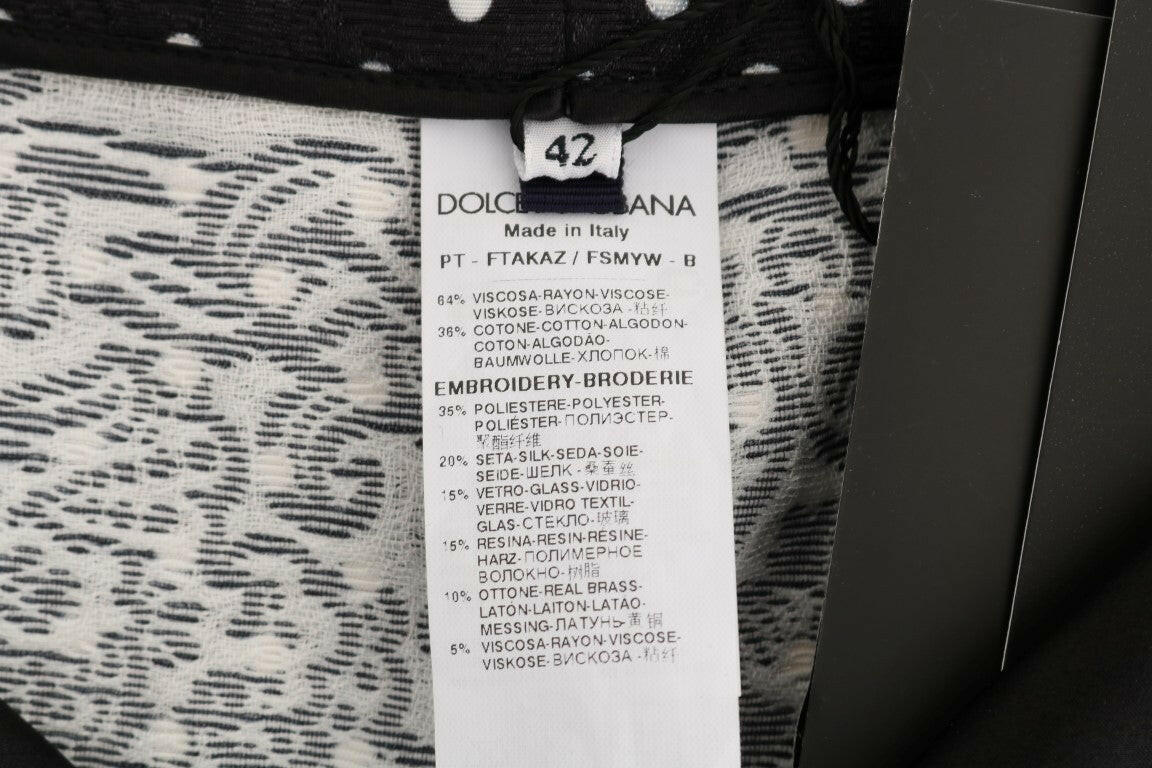 42
DOLCE BANA
Made in Italy
PT - FTAKAZ / FSMYW - B
64% VISCOSA-RAYON-VISCOSE-
VISKOSE-ВИСКОЗА-粘纤
36% COTONE-COTTON-ALGODON-
COTON-ALGODÃO-
BAUMWOLLE-ХЛОПОК-棉
EMBROIDERY-BRODERIE
35% POLIESTERE-POLYESTER-
POLIÉSTER-ПОЛИЭСТЕР-
聚酯纤维
20% SETA-SILK-SEDA-SOIE-
SEIDE-ШЕЛК-桑蚕丝
15% VETRO-GLASS-VIDRIO-
VERRE-VIDRO TEXTIL-
GLAS-СТЕКЛО-玻璃
15% RESINA-RESIN-RÉSINE-
HARZ-ПОЛИМЕРНОЕ
ВОЛОКНО-树脂
10% OTTONE-REAL BRASS-
LATÓN-LAITON-LATAO-
MESSING-ЛАТУНЬ-黄铜
5% VISCOSA-RAYON-VISCOSE-
VISKOSE-ВИСКОЗА-粘纤